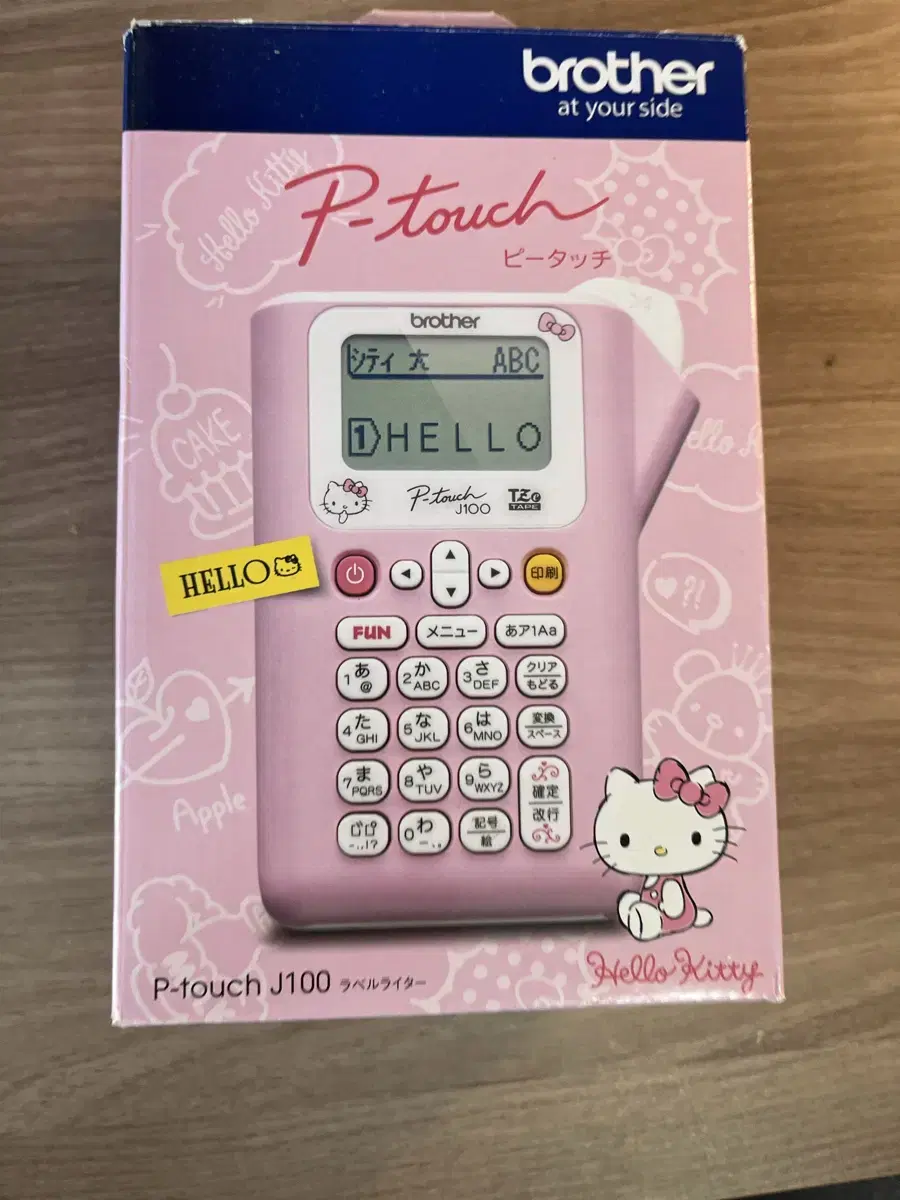 brother
at your side
Hello Kitty
P-touch
ピータッチ
brother
シティ 大 ABC
1 HELLO
P-touch
J100
TZe
TAPE
CAKE
HELLO
印刷
FUN
メニュー
あア1Aa
1 あ @
2 か ABC
3 さ DEF
クリア
もどる
4 た GHI
5 な JKL
6 は MNO
変換
スペース
7 ま PQRS
8 や TUV
9 ら WXYZ
確定
改行
゛゜ -.,!?
0 わ
記号
絵
?!
Apple
Hello Kitty
P-touch J100 ラベルライター